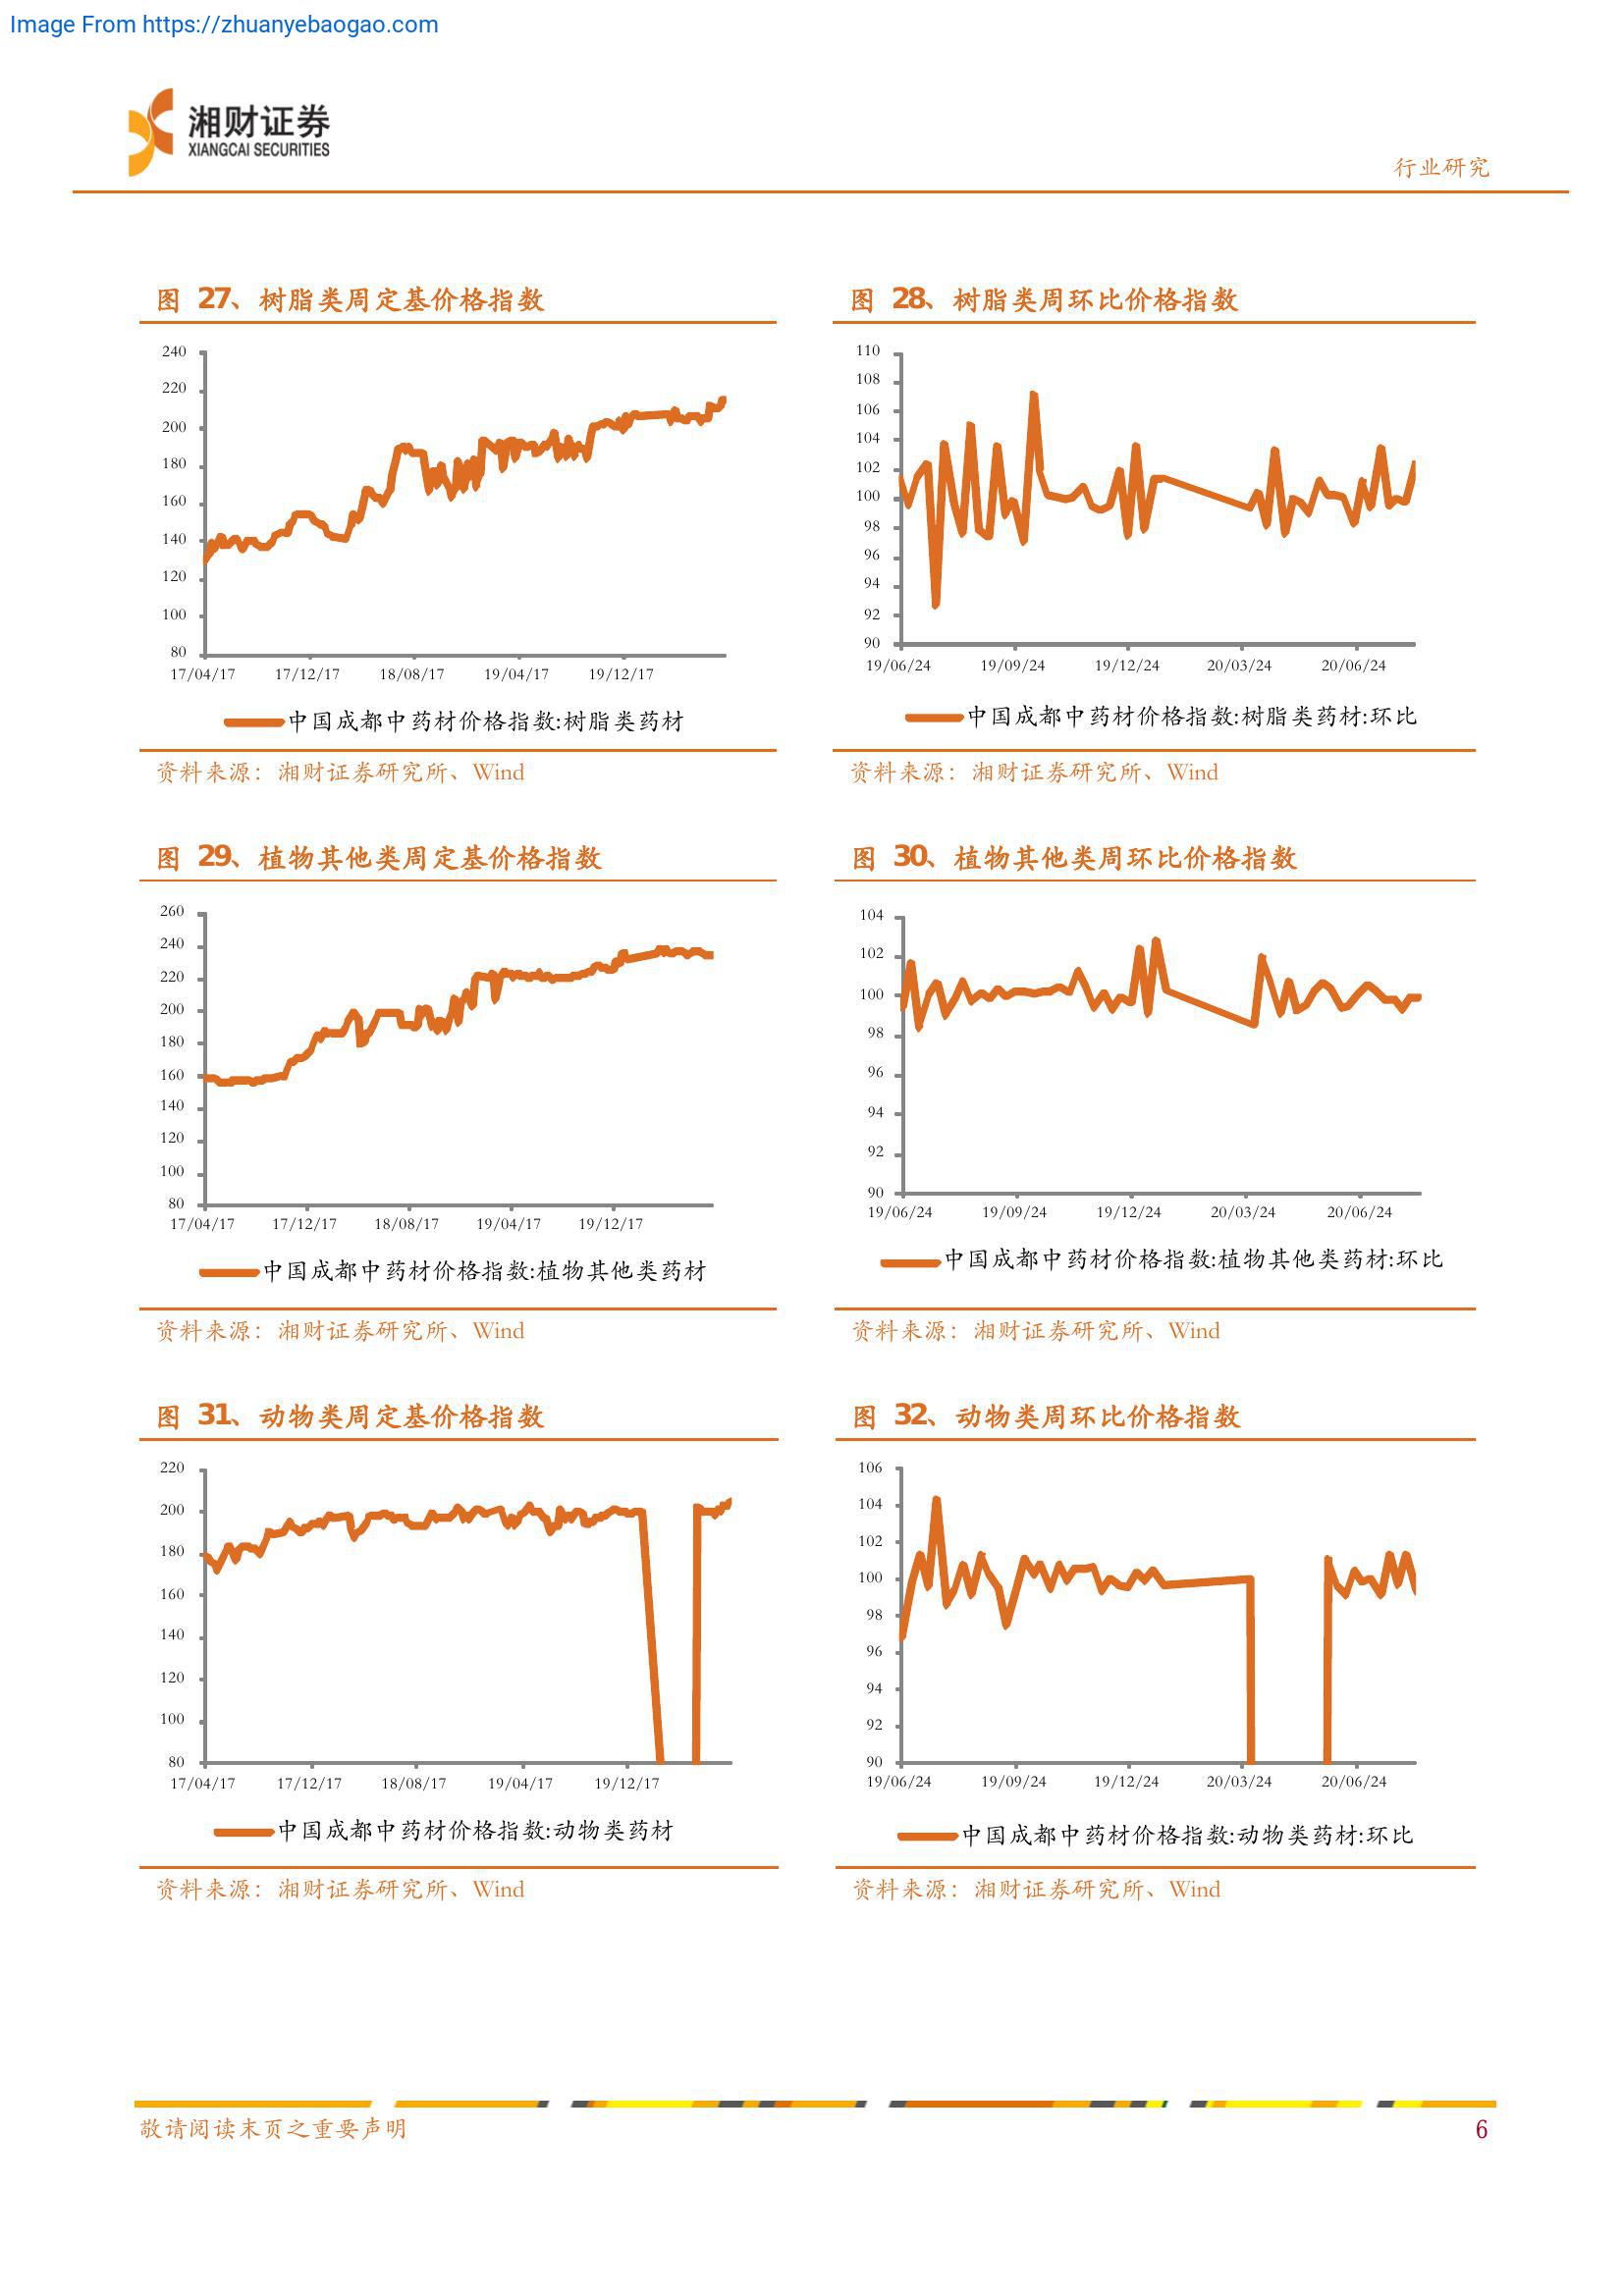 Image From https://zhuanyebaogao.com
湘财证券
XIANGCAI SECURITIES
行业研究
图 27、树脂类周定基价格指数
240
220
200
180
160
140
120
100
80
17/04/17 17/12/17 18/08/17 19/04/17 19/12/17
中国成都中药材价格指数:树脂类药材
资料来源：湘财证券研究所、Wind
图 28、树脂类周环比价格指数
110
108
106
104
102
100
98
96
94
92
90
19/06/24 19/09/24 19/12/24 20/03/24 20/06/24
中国成都中药材价格指数:树脂类药材:环比
资料来源：湘财证券研究所、Wind
图 29、植物其他类周定基价格指数
260
240
220
200
180
160
140
120
100
80
17/04/17 17/12/17 18/08/17 19/04/17 19/12/17
中国成都中药材价格指数:植物其他类药材
资料来源：湘财证券研究所、Wind
图 30、植物其他类周环比价格指数
104
102
100
98
96
94
92
90
19/06/24 19/09/24 19/12/24 20/03/24 20/06/24
中国成都中药材价格指数:植物其他类药材:环比
资料来源：湘财证券研究所、Wind
图 31、动物类周定基价格指数
220
200
180
160
140
120
100
80
17/04/17 17/12/17 18/08/17 19/04/17 19/12/17
中国成都中药材价格指数:动物类药材
资料来源：湘财证券研究所、Wind
图 32、动物类周环比价格指数
106
104
102
100
98
96
94
92
90
19/06/24 19/09/24 19/12/24 20/03/24 20/06/24
中国成都中药材价格指数:动物类药材:环比
资料来源：湘财证券研究所、Wind
敬请阅读末页之重要声明
6